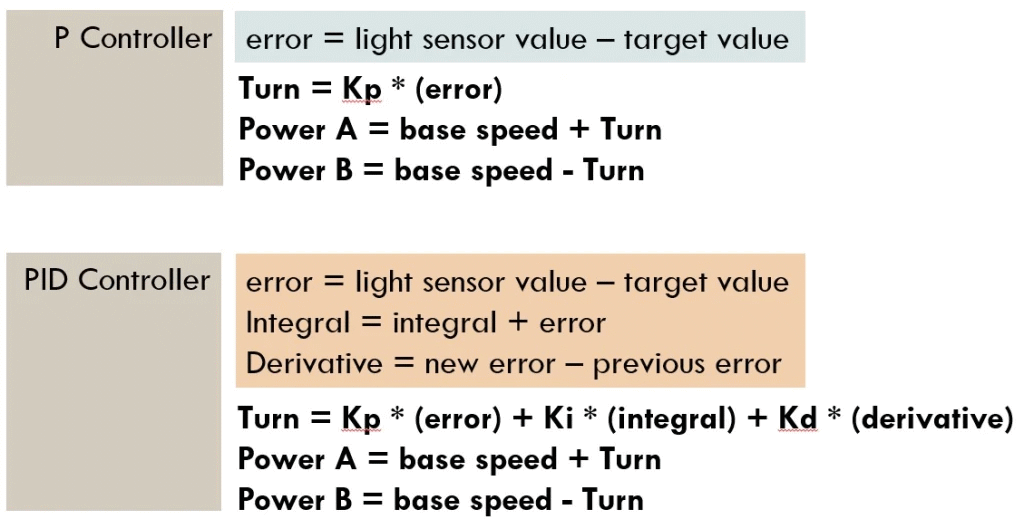 P Controller
error = light sensor value – target value
Turn = Kp * (error)
Power A = base speed + Turn
Power B = base speed - Turn
PID Controller
error = light sensor value – target value
Integral = integral + error
Derivative = new error – previous error
Turn = Kp * (error) + Ki * (integral) + Kd * (derivative)
Power A = base speed + Turn
Power B = base speed - Turn